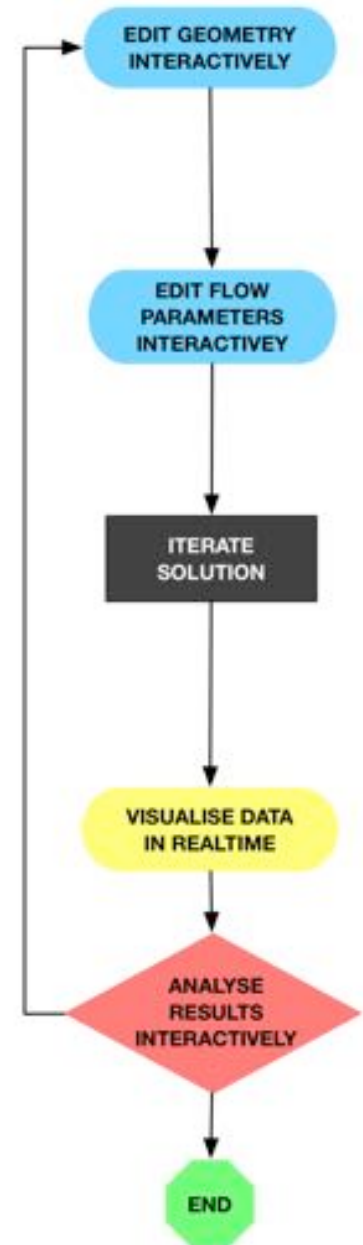 EDIT GEOMETRY
INTERACTIVELY
EDIT FLOW
PARAMETERS
INTERACTIVEY
ITERATE
SOLUTION
VISUALISE DATA
IN REALTIME
ANALYSE
RESULTS
INTERACTIVELY
END